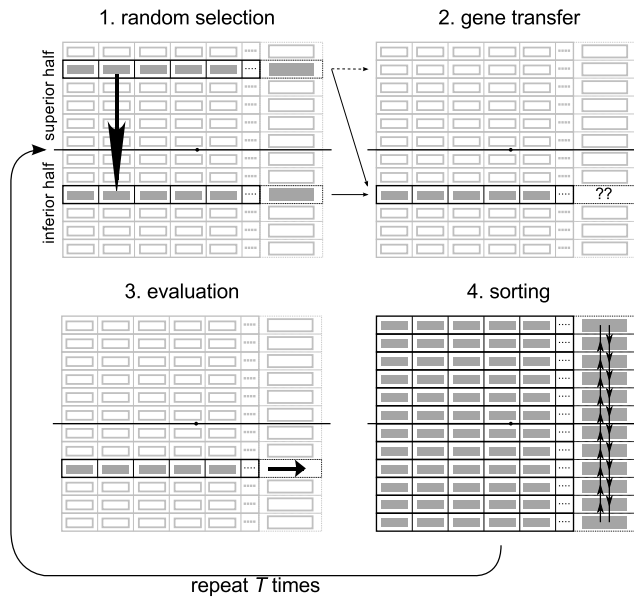 1. random selection
2. gene transfer
superior half
inferior half
??
3. evaluation
4. sorting
repeat T times